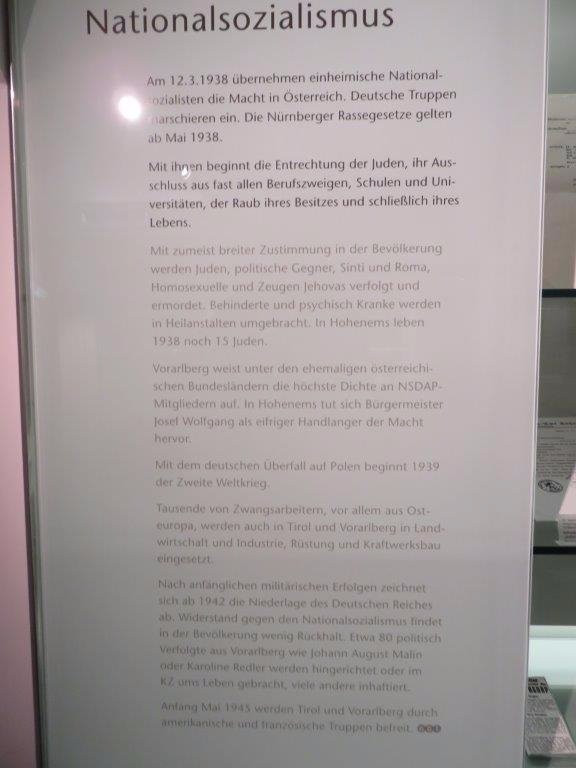 Nationalsozialismus
Am 12.3.1938 übernehmen einheimische National-
sozialisten die Macht in Österreich. Deutsche Truppen
marschieren ein. Die Nürnberger Rassegesetze gelten
ab Mai 1938.
Mit ihnen beginnt die Entrechtung der Juden, ihr Aus-
schluss aus fast allen Berufszweigen, Schulen und Uni-
versitäten, der Raub ihres Besitzes und schließlich ihres
Lebens.
Mit zumeist breiter Zustimmung in der Bevölkerung
werden Juden, politische Gegner, Sinti und Roma,
Homosexuelle und Zeugen Jehovas verfolgt und
ermordet. Behinderte und psychisch Kranke werden
in Heilanstalten umgebracht. In Hohenems leben
1938 noch 15 Juden.
Vorarlberg weist unter den ehemaligen österreichi-
schen Bundesländern die höchste Dichte an NSDAP-
Mitgliedern auf. In Hohenems tut sich Bürgermeister
Josef Wolfgang als eifriger Handlanger der Macht
hervor.
Mit dem deutschen Überfall auf Polen beginnt 1939
der Zweite Weltkrieg.
Tausende von Zwangsarbeitern, vor allem aus Ost-
europa, werden auch in Tirol und Vorarlberg in Land-
wirtschaft und Industrie, Rüstung und Kraftwerksbau
eingesetzt.
Nach anfänglichen militärischen Erfolgen zeichnet
sich ab 1942 die Niederlage des Deutschen Reiches
ab. Widerstand gegen den Nationalsozialismus findet
in der Bevölkerung wenig Rückhalt. Etwa 80 politisch
Verfolgte aus Vorarlberg wie Johann August Malin
oder Karoline Redler werden hingerichtet oder im
KZ ums Leben gebracht, viele andere inhaftiert.
Anfang Mai 1945 werden Tirol und Vorarlberg durch
amerikanische und französische Truppen befreit.